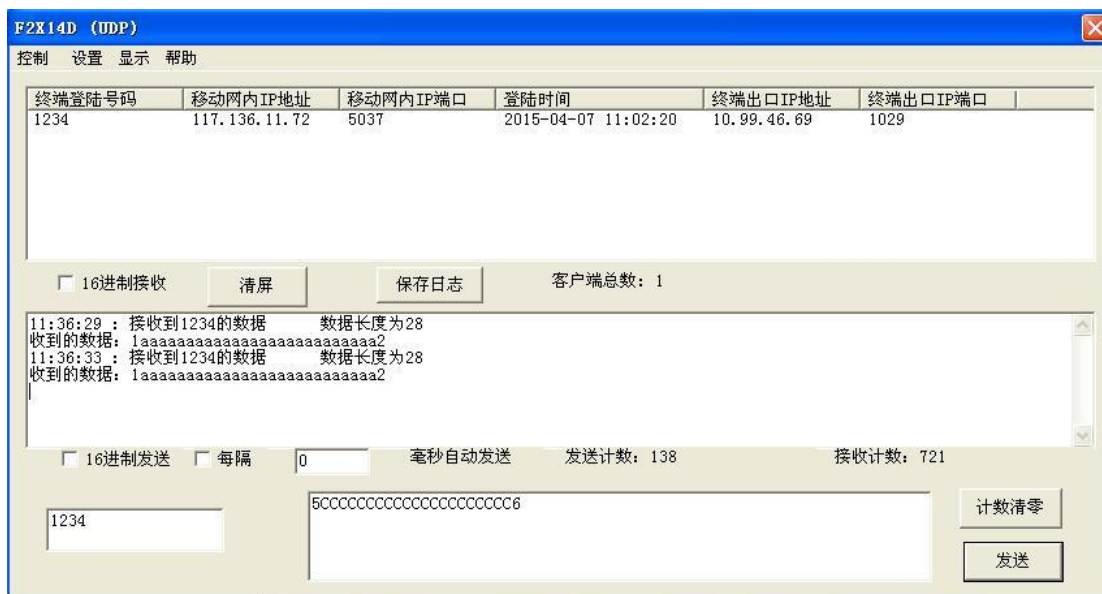 F2X14D (UDP)
控制 设置 显示 帮助
终端登陆号码 移动网内IP地址 移动网内IP端口 登陆时间 终端出口IP地址 终端出口IP端口
1234 117.136.11.72 5037 2015-04-07 11:02:20 10.99.46.69 1029
16进制接收 清屏 保存日志 客户端总数: 1
11:36:29 : 接收到1234的数据 数据长度为28
收到的数据: 1aaaaaaaaaaaaaaaaaaaaaaaaaa2
11:36:33 : 接收到1234的数据 数据长度为28
收到的数据: 1aaaaaaaaaaaaaaaaaaaaaaaaaa2
16进制发送 每隔 0 毫秒自动发送 发送计数: 138 接收计数: 721
1234
5CCCCCCCCCCCCCCCCCCCCCC6
计数清零
发送